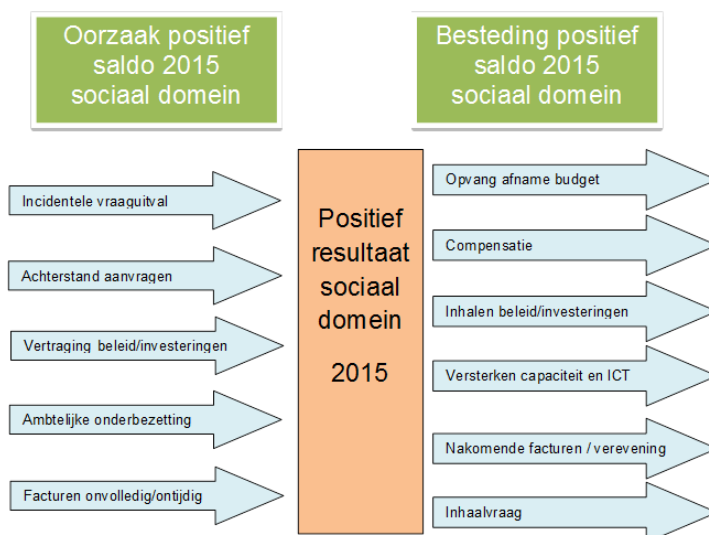 Oorzaak positief
saldo 2015
sociaal domein
Besteding positief
saldo 2015
sociaal domein
Incidentele vraaguitval
Achterstand aanvragen
Vertraging beleid/investeringen
Ambtelijke onderbezetting
Facturen onvolledig/ontijdig
Positief
resultaat
sociaal
domein
2015
Opvang afname budget
Compensatie
Inhalen beleid/investeringen
Versterken capaciteit en ICT
Nakomende facturen / verevening
Inhaalvraag